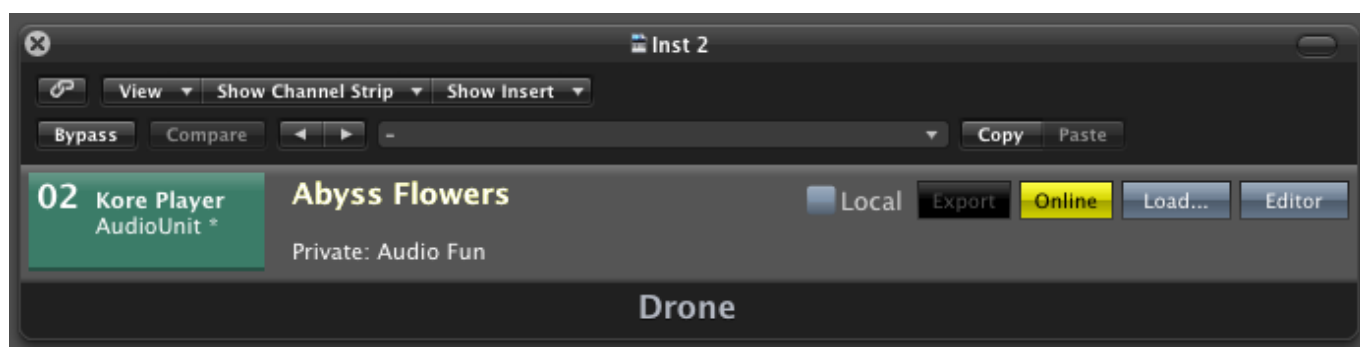 Inst 2
View Show Channel Strip Show Insert
Bypass Compare - Copy Paste
02 Kore Player Abyss Flowers Local Export Online Load... Editor
AudioUnit *
Private: Audio Fun
Drone